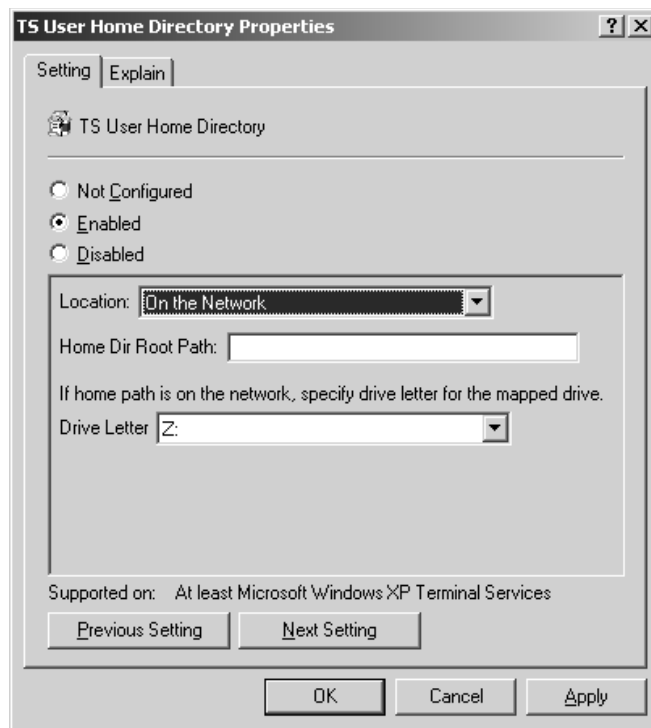 TS User Home Directory Properties
Setting
Explain
TS User Home Directory
Not Configured
Enabled
Disabled
Location: On the Network
Home Dir Root Path:
If home path is on the network, specify drive letter for the mapped drive.
Drive Letter Z:
Supported on: At least Microsoft Windows XP Terminal Services
Previous Setting
Next Setting
OK
Cancel
Apply